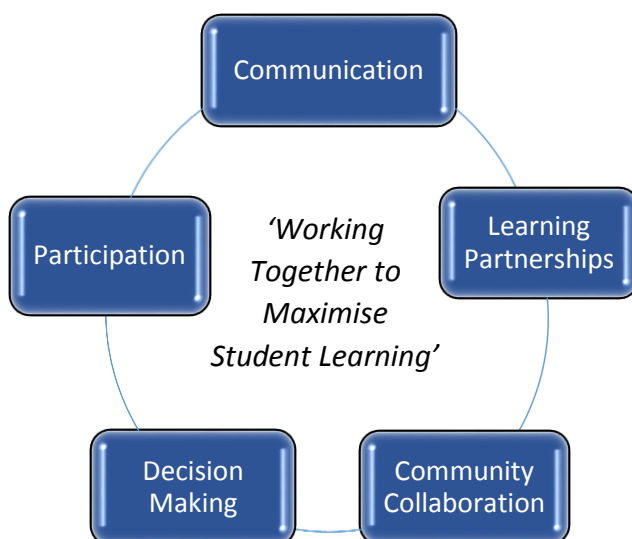 Communication
Learning
Partnerships
Community
Collaboration
Decision
Making
Participation
‘Working
Together to
Maximise
Student Learning’